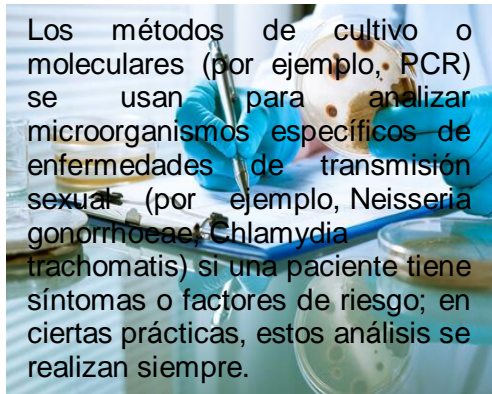 Los métodos de cultivo o
moleculares (por ejemplo, PCR)
se usan para analizar
microorganismos específicos de
enfermedades de transmisión
sexual (por ejemplo, Neisseria
gonorrhoeae; Chlamydia
trachomatis) si una paciente tiene
síntomas o factores de riesgo; en
ciertas prácticas, estos análisis se
realizan siempre.